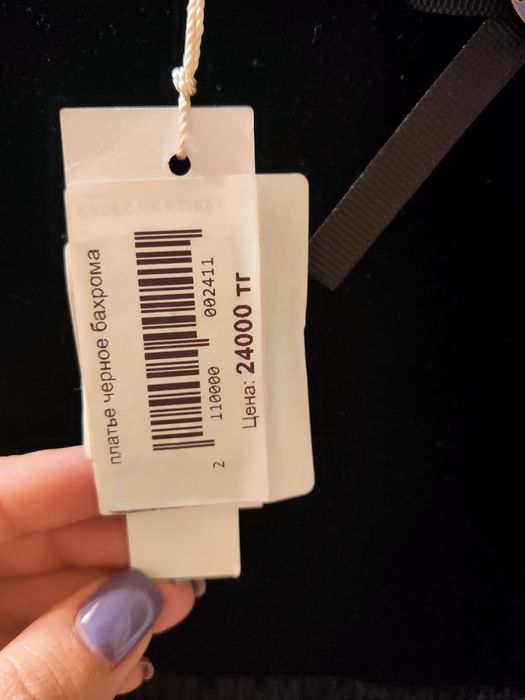 платье черное бахрома
2 110000 002411
Цена: 24000 тг